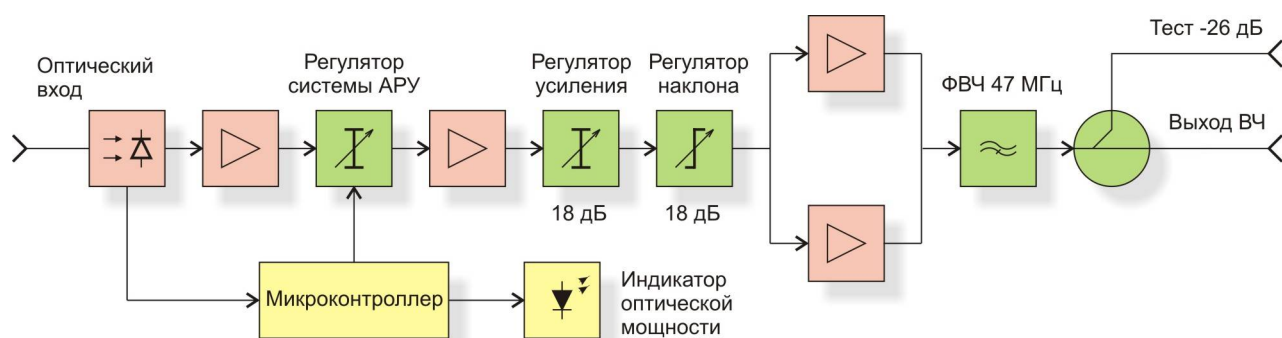 Оптический
вход
Регулятор
системы АРУ
Регулятор
усиления
Регулятор
наклона
18 дБ
18 дБ
ФВЧ 47 МГц
Тест -26 дБ
Выход ВЧ
Микроконтроллер
Индикатор
оптической
мощности